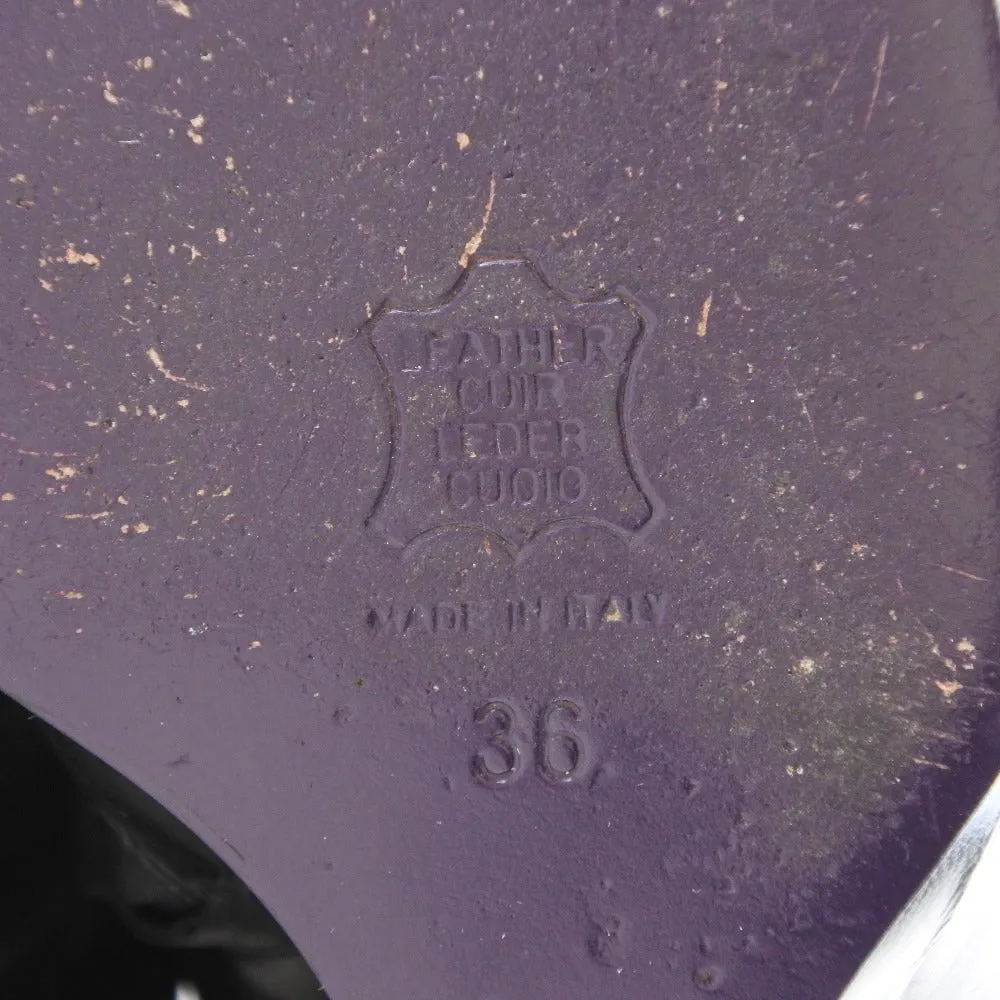 LEATHER
CUIR
LEDER
CUOIO
MADE IN ITALY
36